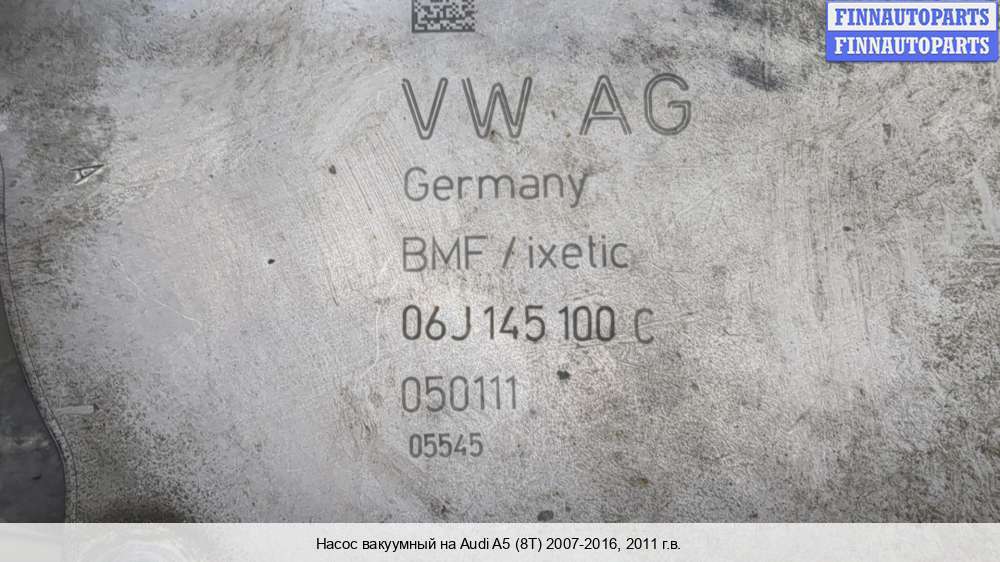 FINNAUTOPARTS
FINNAUTOPARTS
VW AG
A
Germany
BMF / ixetic
06J 145 100 C
050111
05545
Насос вакуумный на Audi A5 (8T) 2007-2016, 2011 г.в.